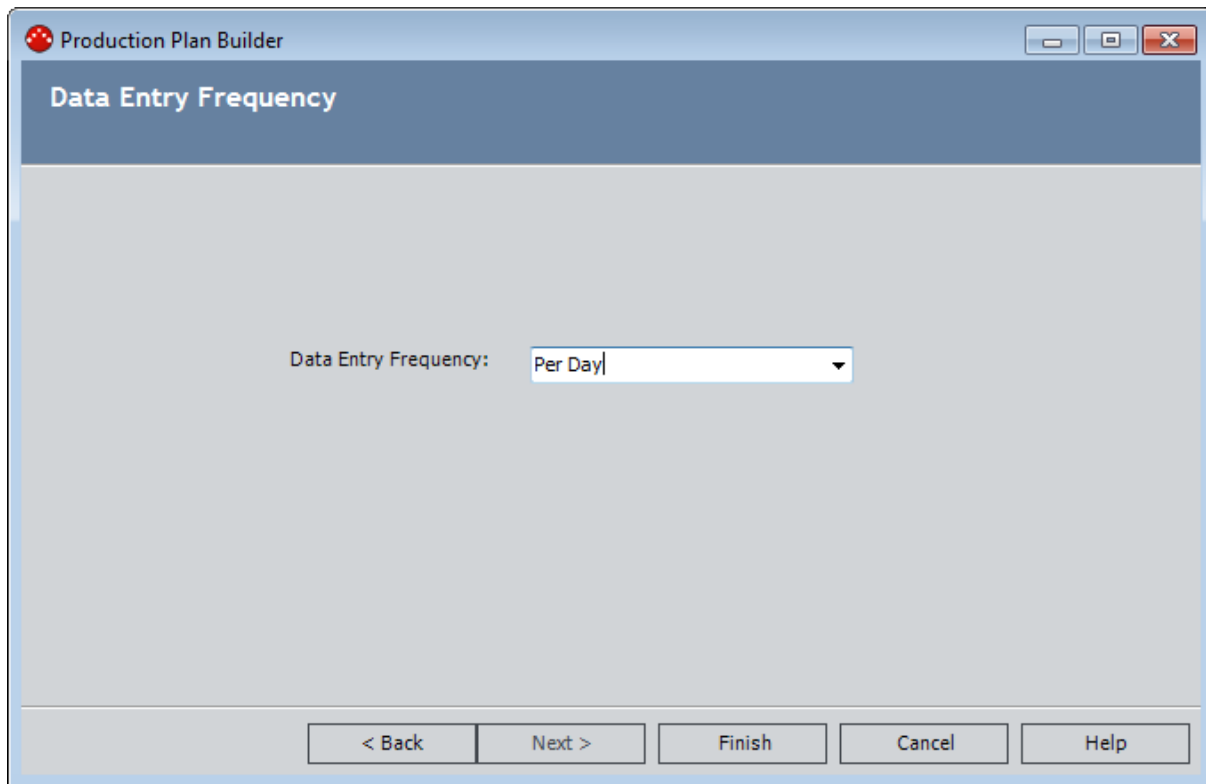 Production Plan Builder
Data Entry Frequency
Data Entry Frequency: Per Day
< Back Next > Finish Cancel Help